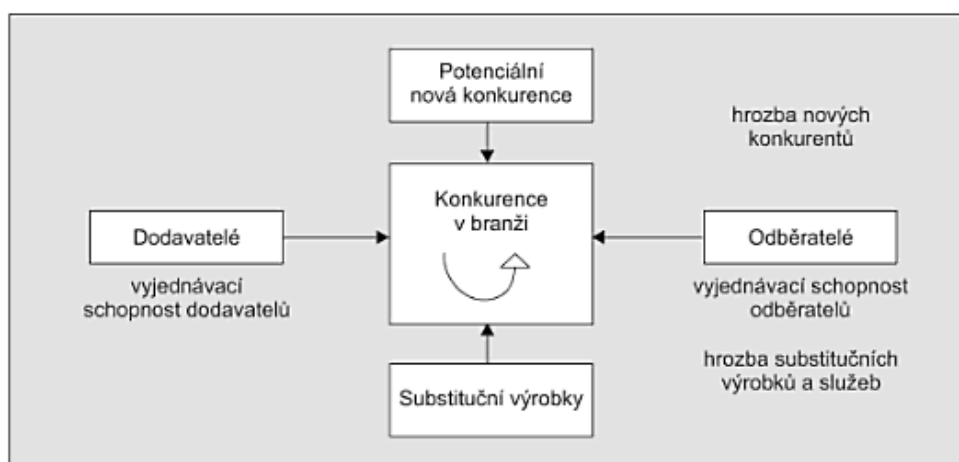 Potenciální
nová konkurence
hrozba nových
konkurentů
Konkurence
v branži
Dodavatelé
vyjednávací
schopnost dodavatelů
Odběratelé
vyjednávací schopnost
odběratelů
hrozba substitučních
výrobků a služeb
Substituční výrobky